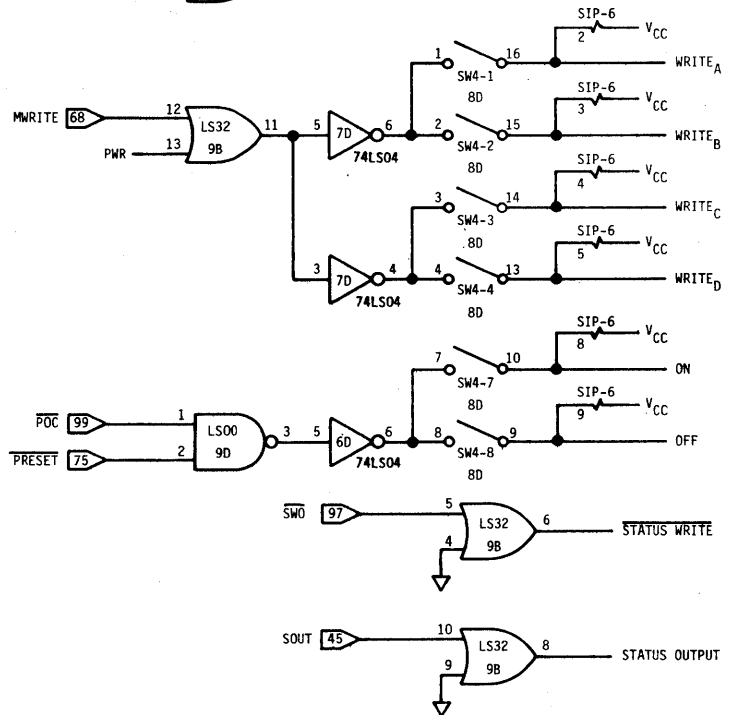 SIP-6
2
VCC
1
16
WRITEA
SW4-1
8D
MWRITE 68
12
LS32
9B
11
5
7D
6
74LS04
PWR
13
SIP-6
3
VCC
2
15
WRITEB
SW4-2
8D
SIP-6
4
VCC
3
14
WRITEC
SW4-3
8D
3
7D
4
74LS04
SIP-6
5
VCC
4
13
WRITED
SW4-4
8D
SIP-6
8
VCC
7
10
ON
SW4-7
8D
P̅O̅C̅ 99
1
LS00
9D
3
5
6D
6
74LS04
P̅R̅E̅S̅E̅T̅ 75
2
SIP-6
9
VCC
8
9
OFF
SW4-8
8D
S̅W̅O̅ 97
5
LS32
9B
6
S̅T̅A̅T̅U̅S̅ W̅R̅I̅T̅E̅
4
SOUT 45
10
LS32
9B
8
STATUS OUTPUT
9